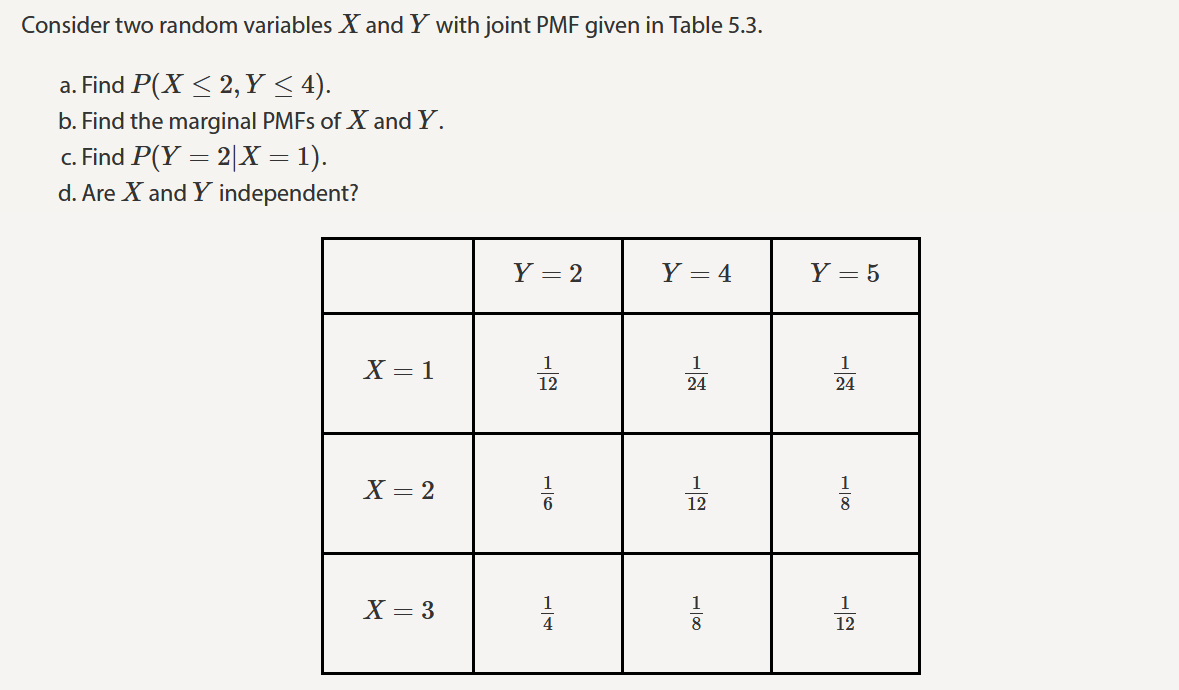 Consider two random variables X and Y with joint PMF given in Table 5.3.
a. Find P(X ≤ 2, Y ≤ 4).
b. Find the marginal PMFs of X and Y.
c. Find P(Y = 2|X = 1).
d. Are X and Y independent?
Y = 2 Y = 4 Y = 5
X = 1 1/12 1/24 1/24
X = 2 1/6 1/12 1/8
X = 3 1/4 1/8 1/12